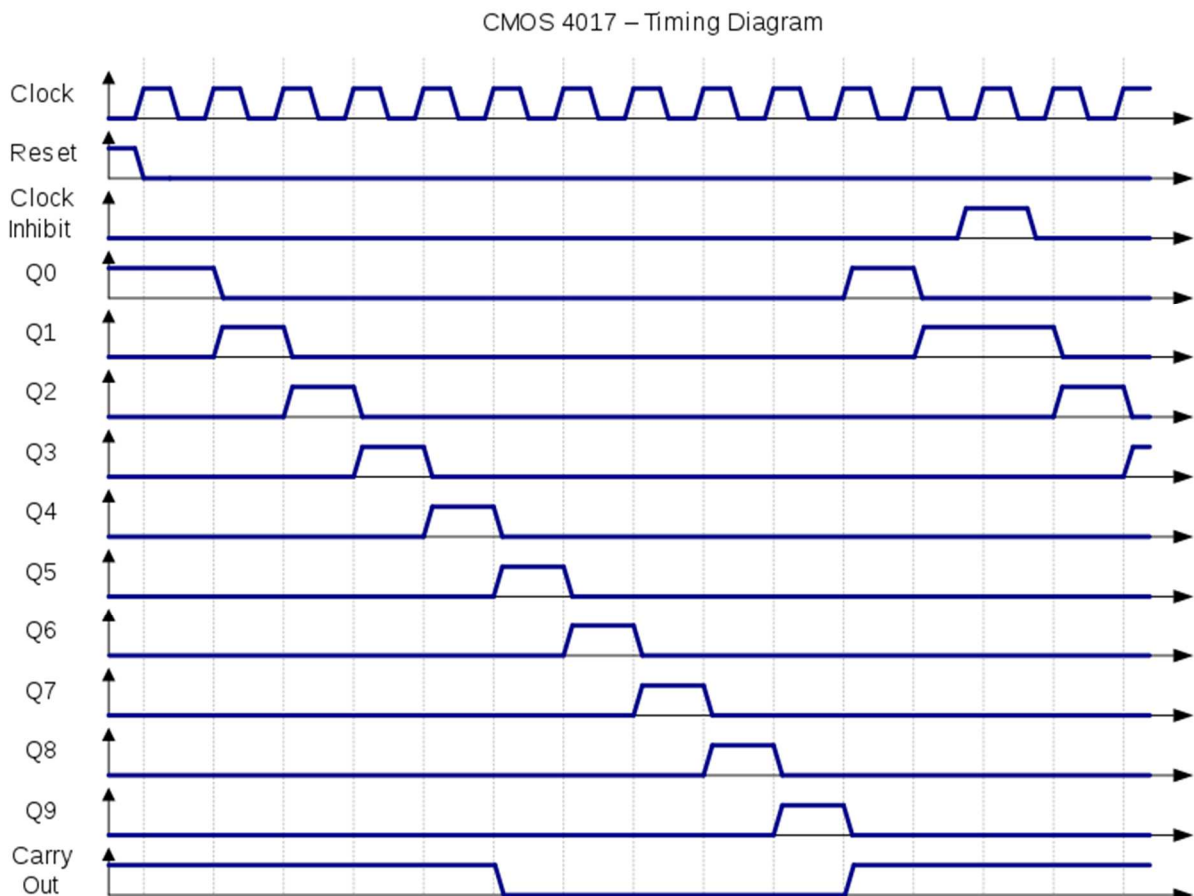 CMOS 4017 – Timing Diagram
Clock
Reset
Clock
Inhibit
Q0
Q1
Q2
Q3
Q4
Q5
Q6
Q7
Q8
Q9
Carry
Out